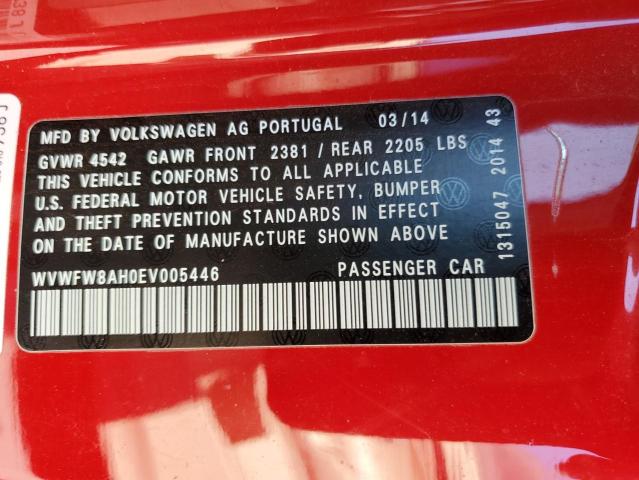 MFD BY VOLKSWAGEN AG PORTUGAL 03/14
GVWR 4542 GAWR FRONT 2381 / REAR 2205 LBS
THIS VEHICLE CONFORMS TO ALL APPLICABLE
U.S. FEDERAL MOTOR VEHICLE SAFETY, BUMPER
AND THEFT PREVENTION STANDARDS IN EFFECT
ON THE DATE OF MANUFACTURE SHOWN ABOVE
WVWFW8AH0EV005446 PASSENGER CAR
1315047 2014 43